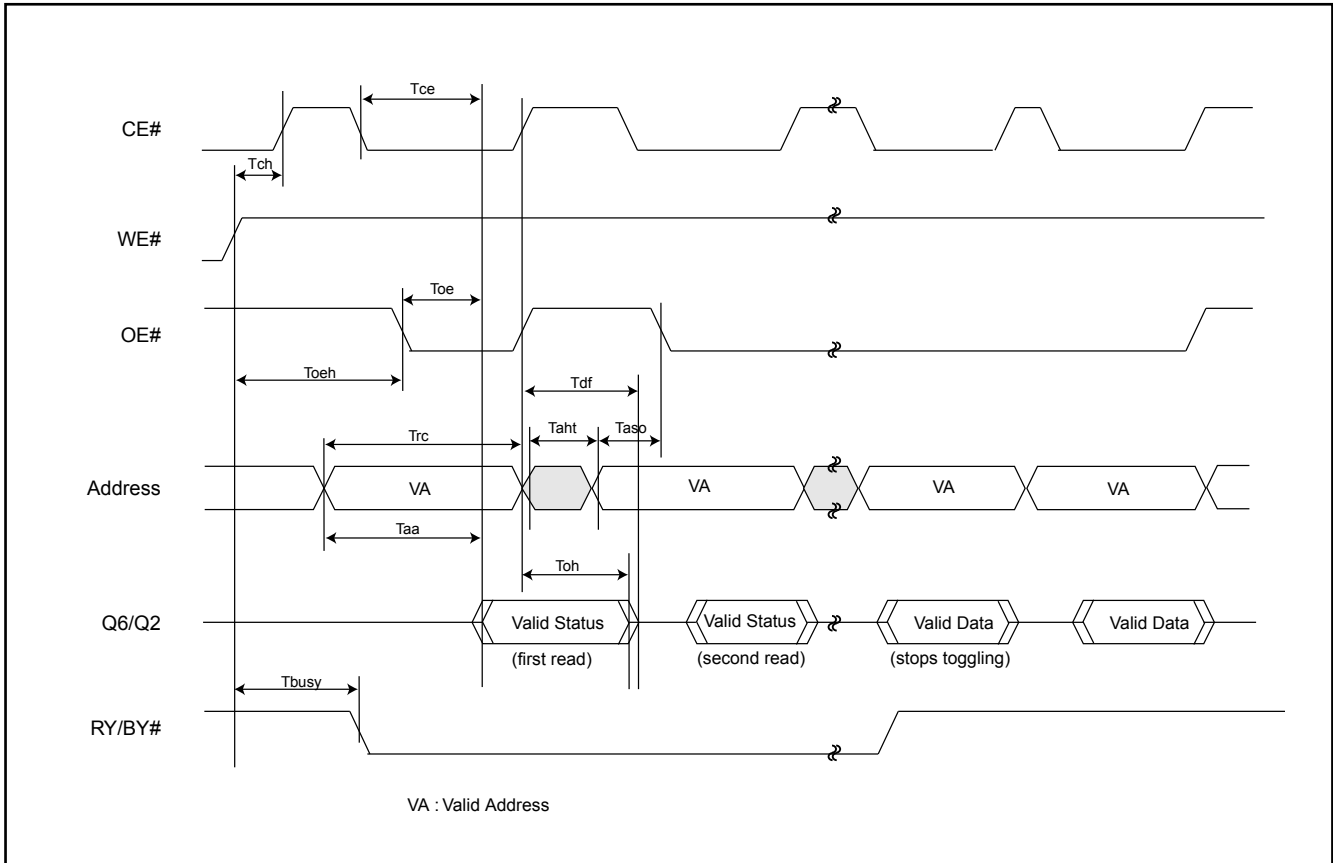 Tce
CE#
Tch
WE#
Toe
OE#
Toeh
Tdf
Trc
Taht
Taso
Address
VA
VA
VA
VA
Taa
Toh
Q6/Q2
Valid Status
Valid Status
Valid Data
Valid Data
(first read)
(second read)
(stops toggling)
Tbusy
RY/BY#
VA : Valid Address